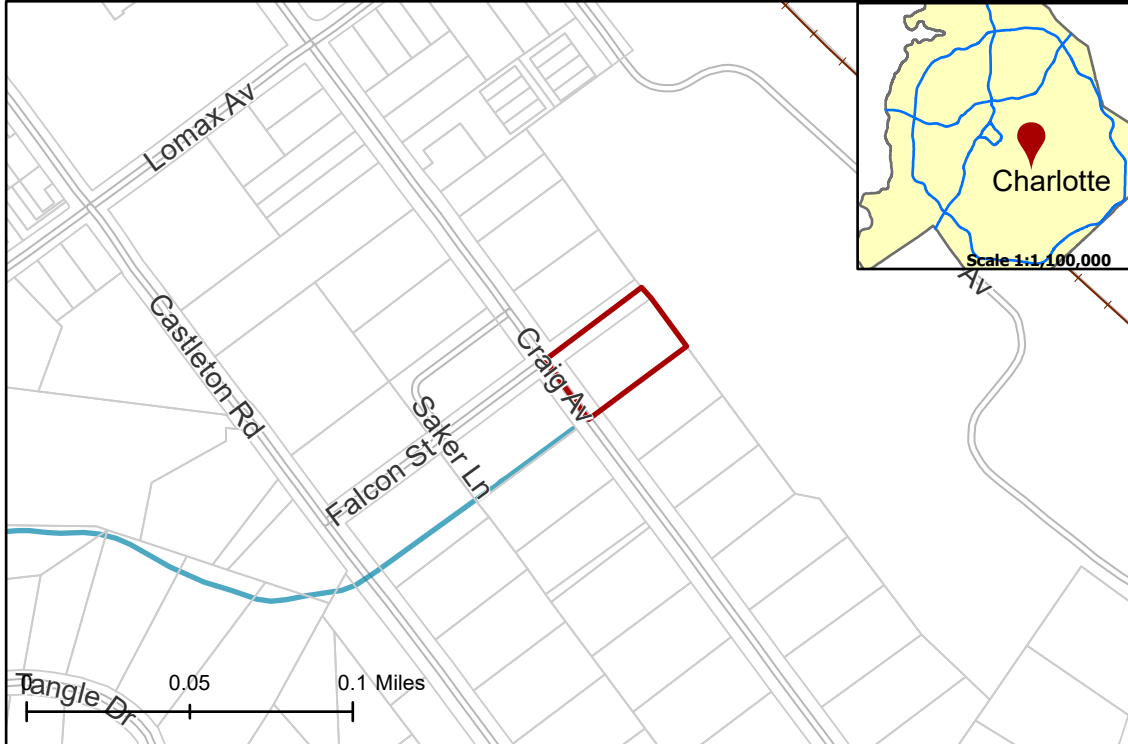 Lomax Av
Charlotte
Scale 1:1,100,000
Av
Castleton Rd
Craig Av
Saker Ln
Falcon St
Tangle Dr
0
0.05
0.1 Miles